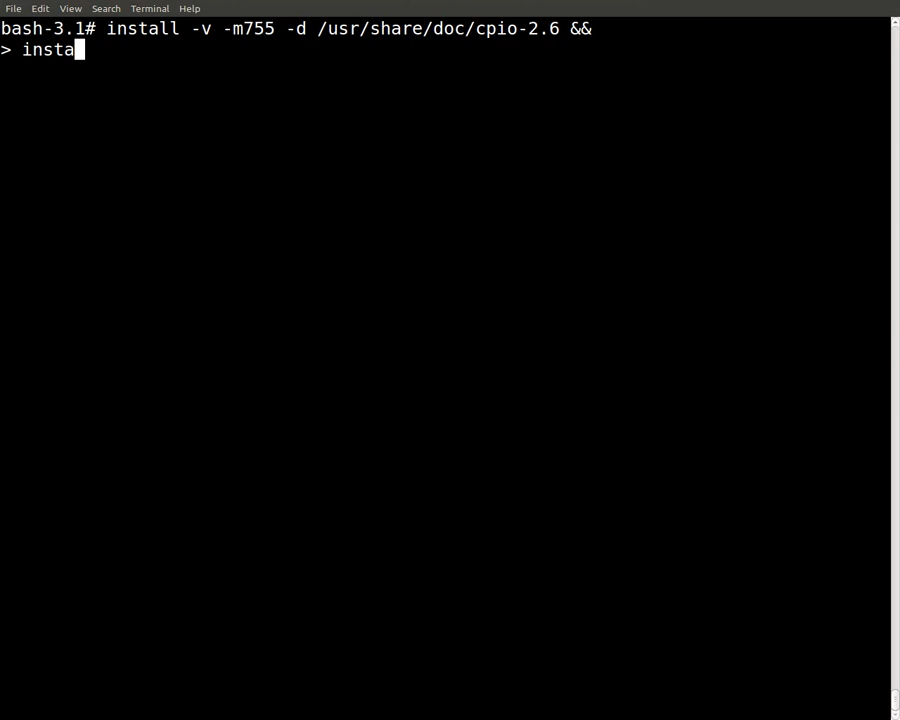 File Edit View Search Terminal Help
bash-3.1# install -v -m755 -d /usr/share/doc/cpio-2.6 &&
> insta